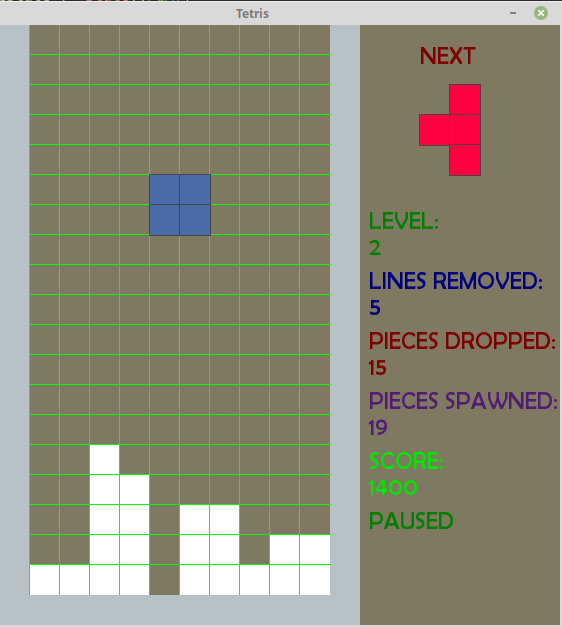 Tetris
NEXT
LEVEL:
2
LINES REMOVED:
5
PIECES DROPPED:
15
PIECES SPAWNED:
19
SCORE:
1400
PAUSED